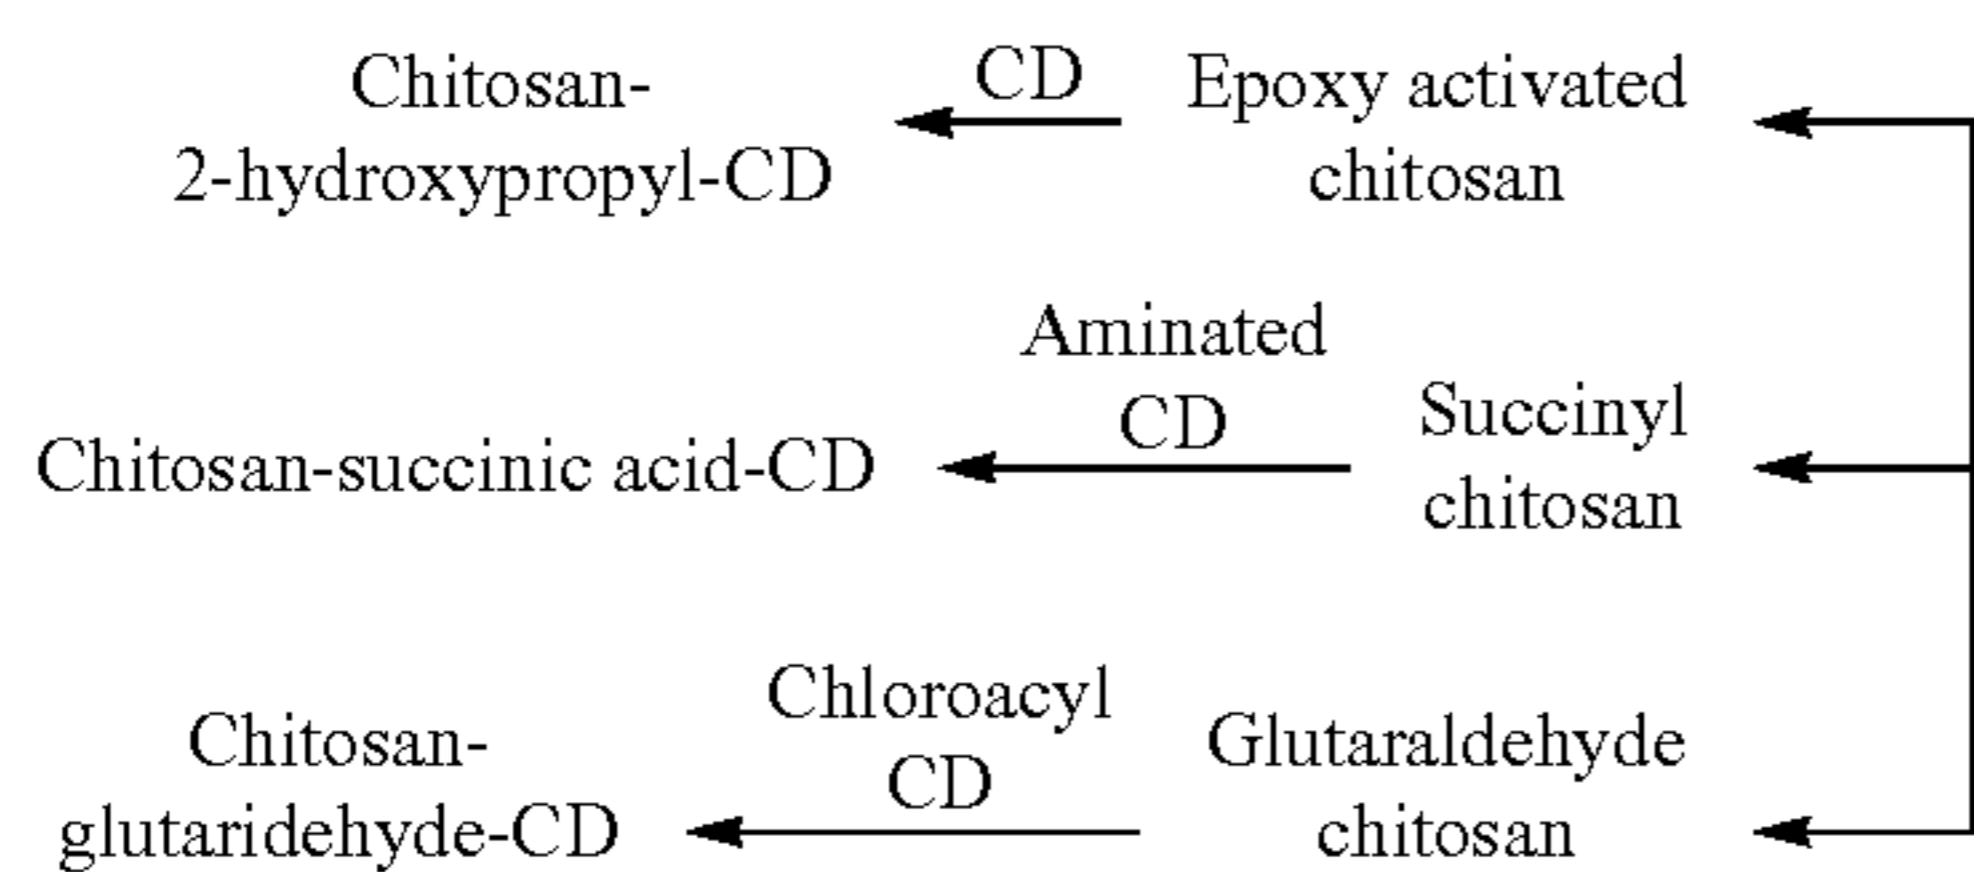 Chitosan-
2-hydroxypropyl-CD
CD
Epoxy activated
chitosan
Chitosan-succinic acid-CD
Aminated
CD
Succinyl
chitosan
Chitosan-
glutaridehyde-CD
Chloroacyl
CD
Glutaraldehyde
chitosan